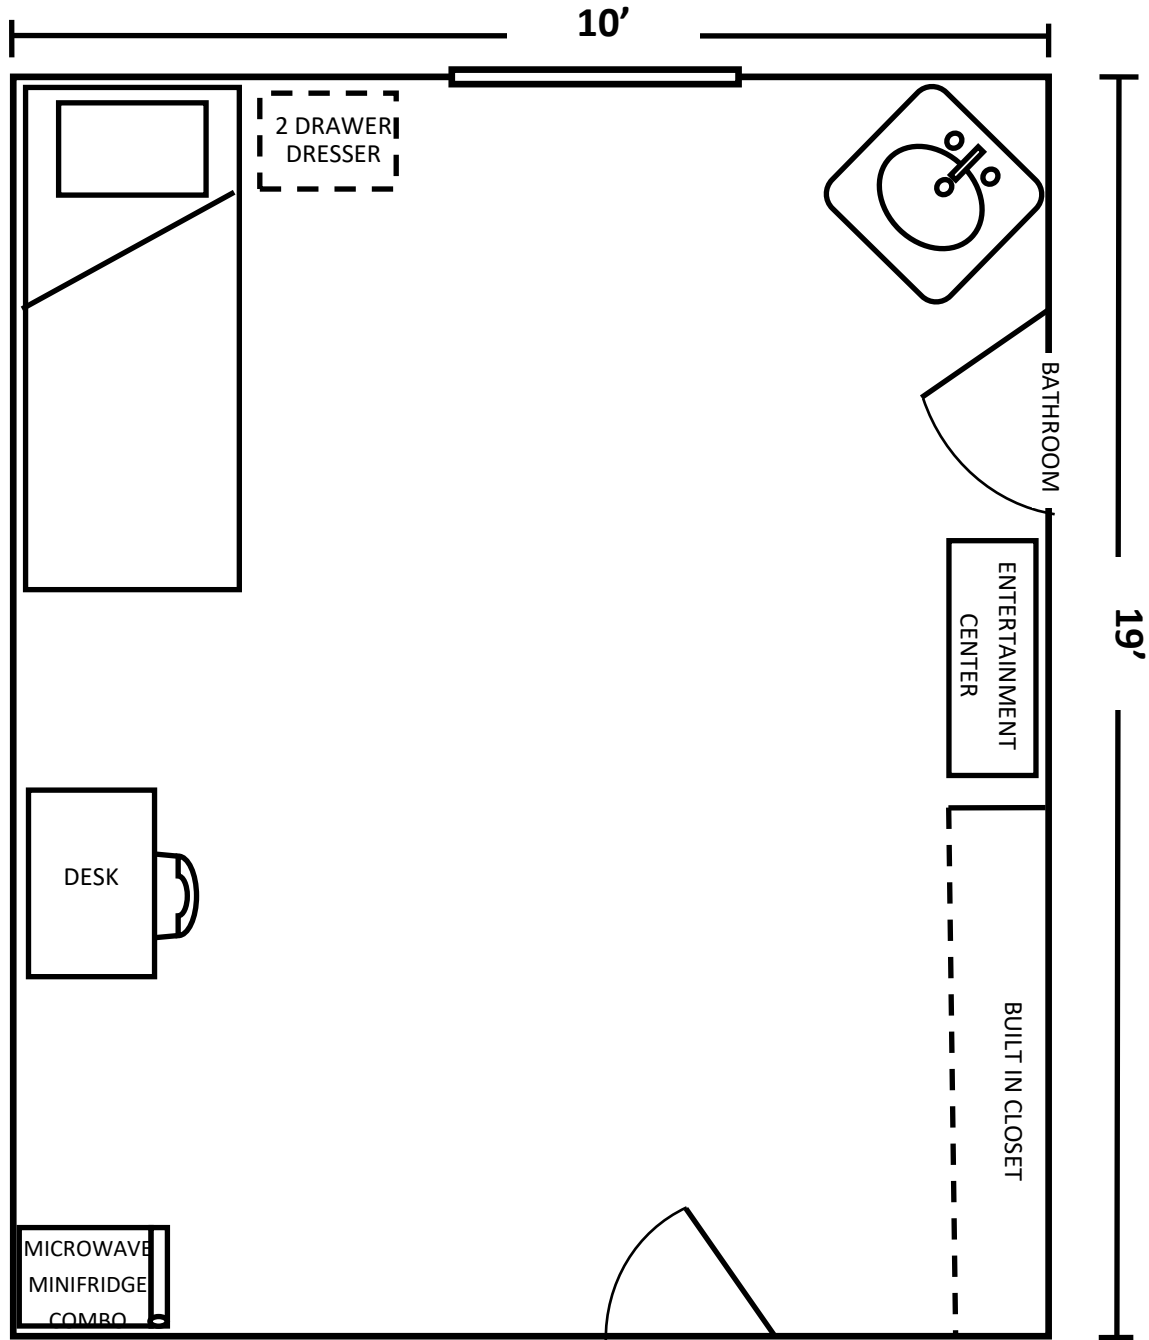 10’
2 DRAWER
DRESSER
BATHROOM
ENTERTAINMENT
CENTER
19’
DESK
BUILT IN CLOSET
MICROWAVE
MINIFRIDGE
COMBO